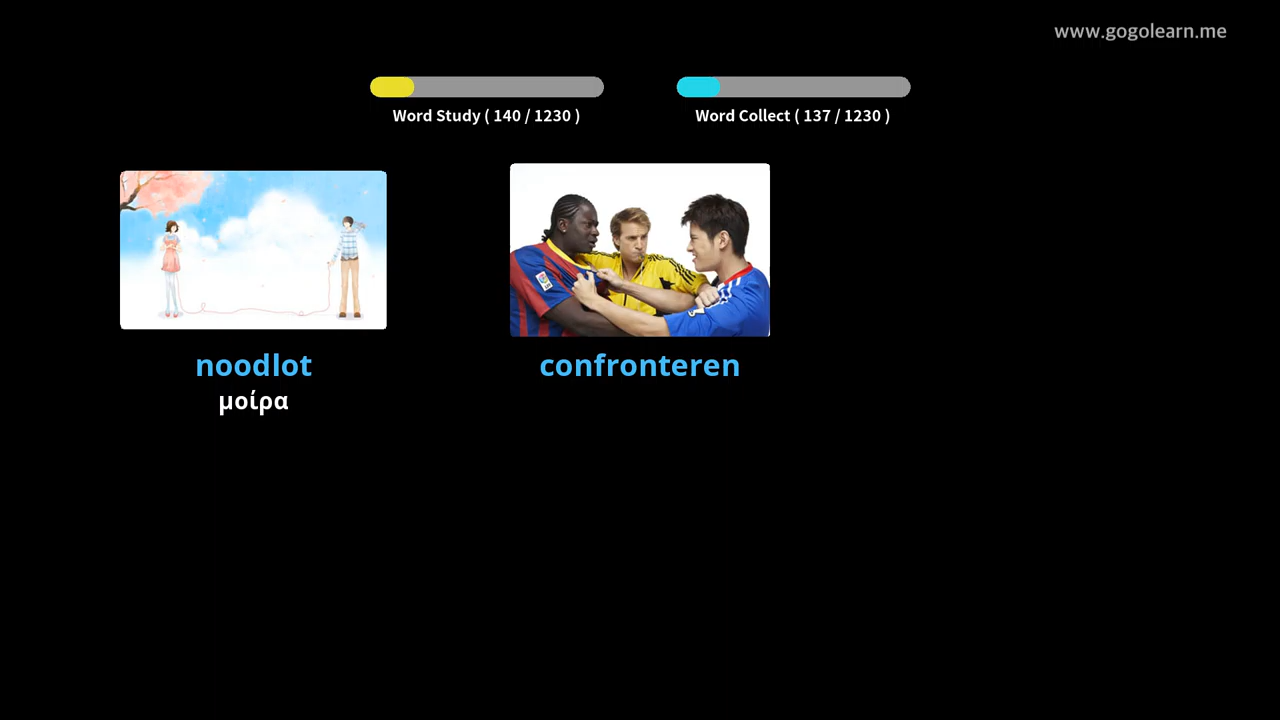 www.gogolearn.me
Word Study ( 140 / 1230 )
Word Collect ( 137 / 1230 )
noodlot
μοίρα
confronteren